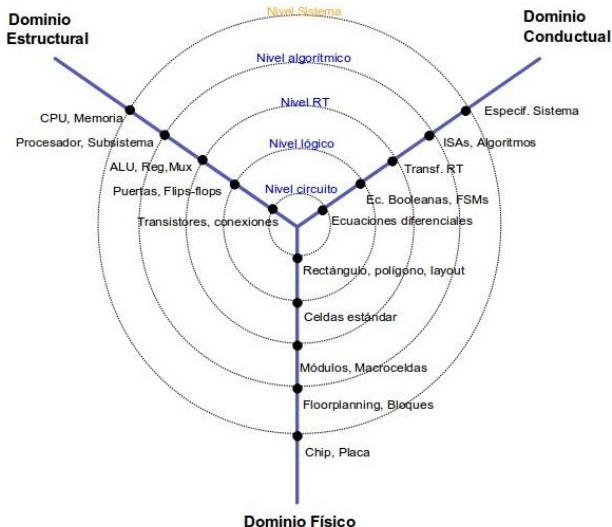 Nivel Sistema
Dominio
Estructural
Dominio
Conductual
Nivel algorítmico
Nivel RT
Nivel lógico
Nivel circuito
CPU, Memoria
Procesador, Subsistema
ALU, Reg,Mux
Puertas, Flips-flops
Transistores, conexiones
Especif. Sistema
ISAs, Algoritmos
Transf. RT
Ec. Booleanas, FSMs
Ecuaciones diferenciales
Rectángulo, polígono, layout
Celdas estándar
Módulos, Macroceldas
Floorplanning, Bloques
Chip, Placa
Dominio Físico